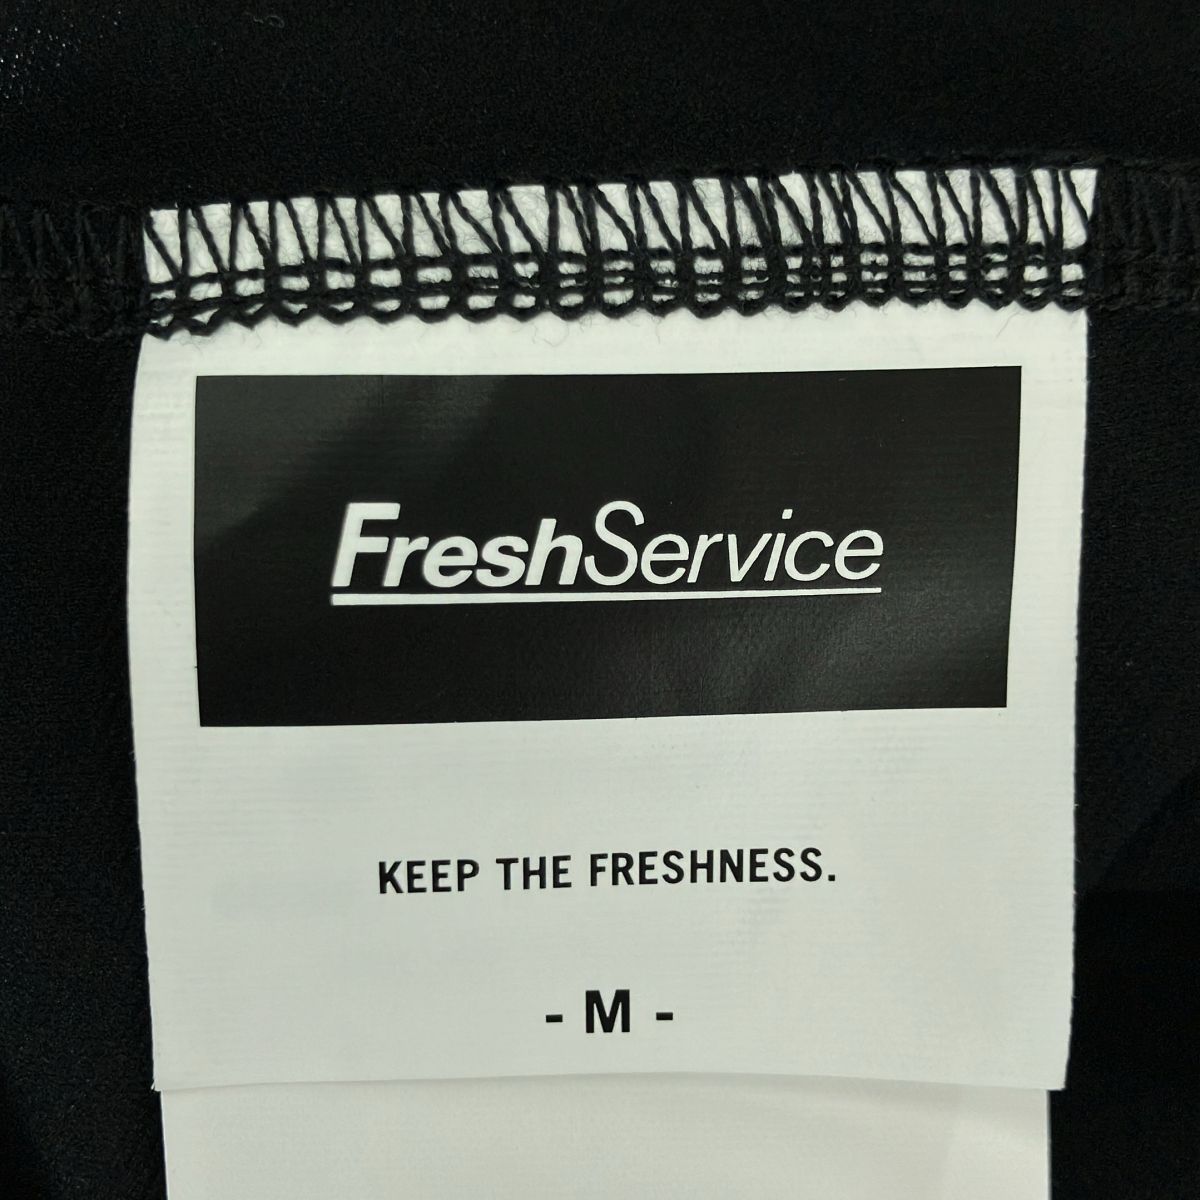 FreshService
KEEP THE FRESHNESS.
- M -